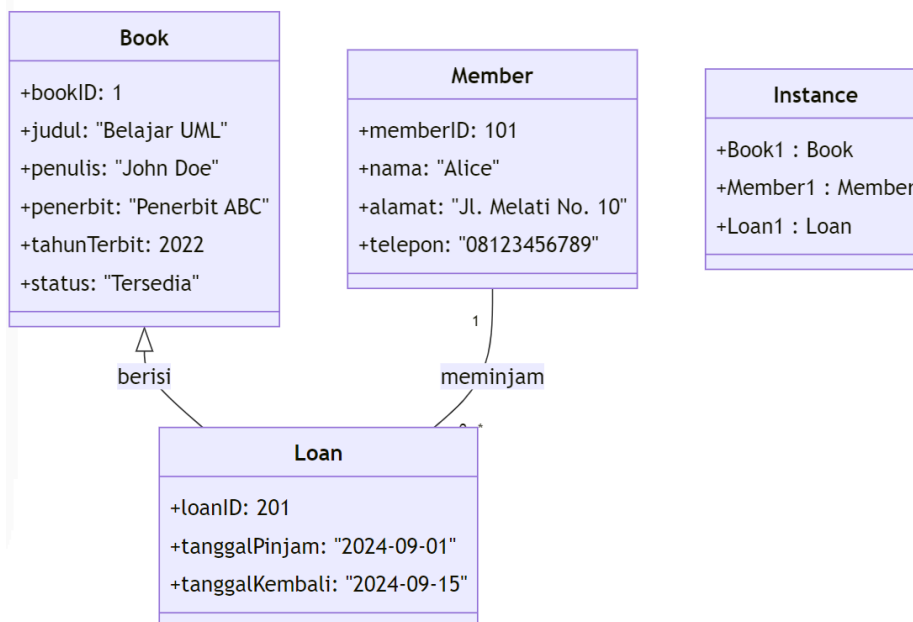 Book
+bookID: 1
+judul: "Belajar UML"
+penulis: "John Doe"
+penerbit: "Penerbit ABC"
+tahunTerbit: 2022
+status: "Tersedia"
Member
+memberID: 101
+nama: "Alice"
+alamat: "Jl. Melati No. 10"
+telepon: "08123456789"
Instance
+Book1 : Book
+Member1 : Member
+Loan1 : Loan
1
berisi
meminjam
Loan
+loanID: 201
+tanggalPinjam: "2024-09-01"
+tanggalKembali: "2024-09-15"